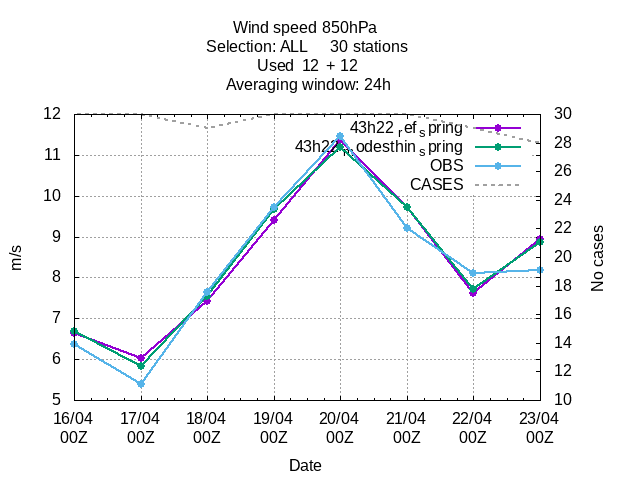 Wind speed 850hPa
Selection: ALL 30 stations
Used 12 + 12
Averaging window: 24h
12 30
43h22 refspring
28
11 OBS 26
CASES
10 24
9 22
8 20
18
7 16
6 14
12
5 10
m/s
No cases
16/04 17/04 18/04 19/04 20/04 21/04 22/04 23/04
00Z 00Z 00Z 00Z 00Z 00Z 00Z 00Z
Date